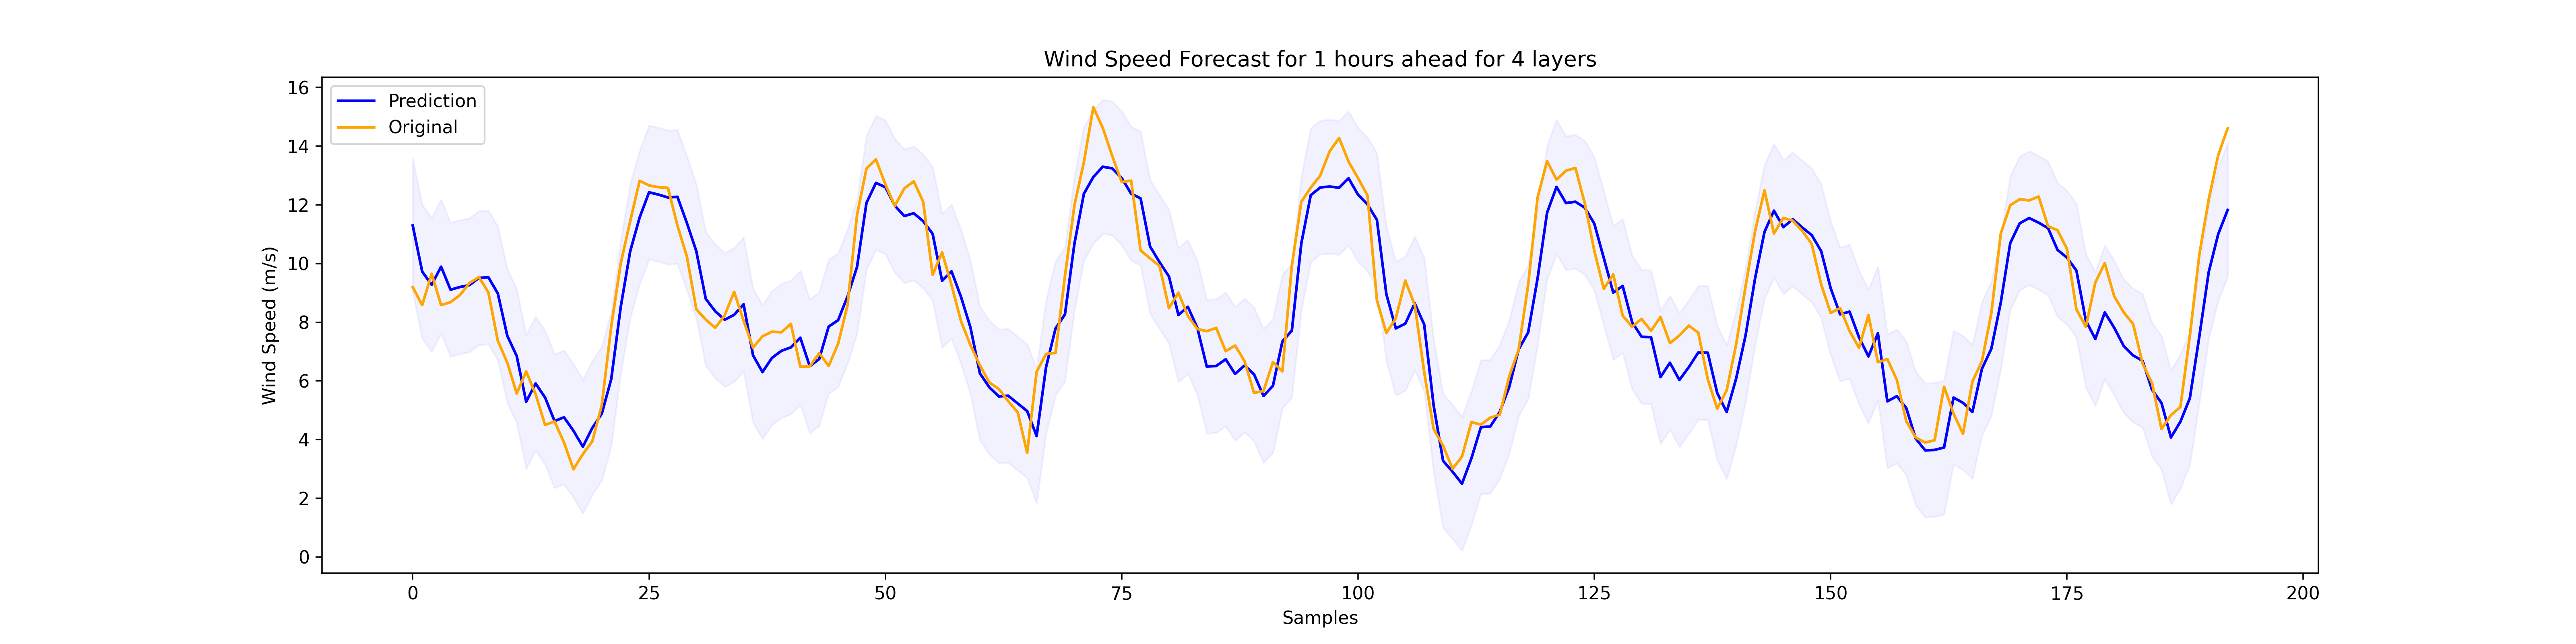 Wind Speed Forecast for 1 hours ahead for 4 layers
Prediction
Original
Wind Speed (m/s)
16
14
12
10
8
6
4
2
0
0 25 50 75 100 125 150 175 200
Samples